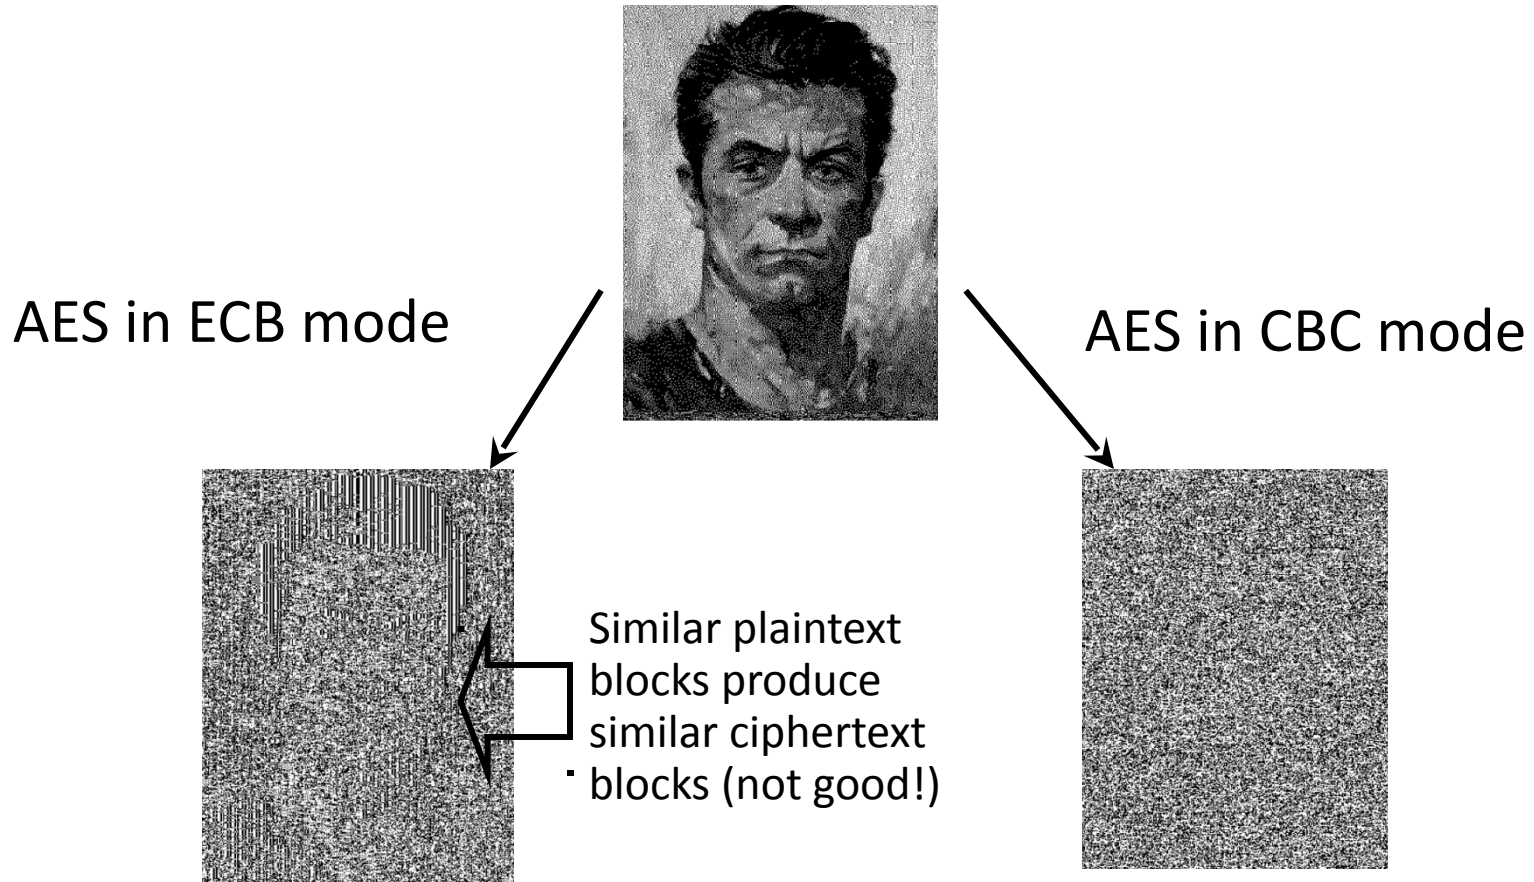 AES in ECB mode
AES in CBC mode
Similar plaintext
blocks produce
similar ciphertext
blocks (not good!)